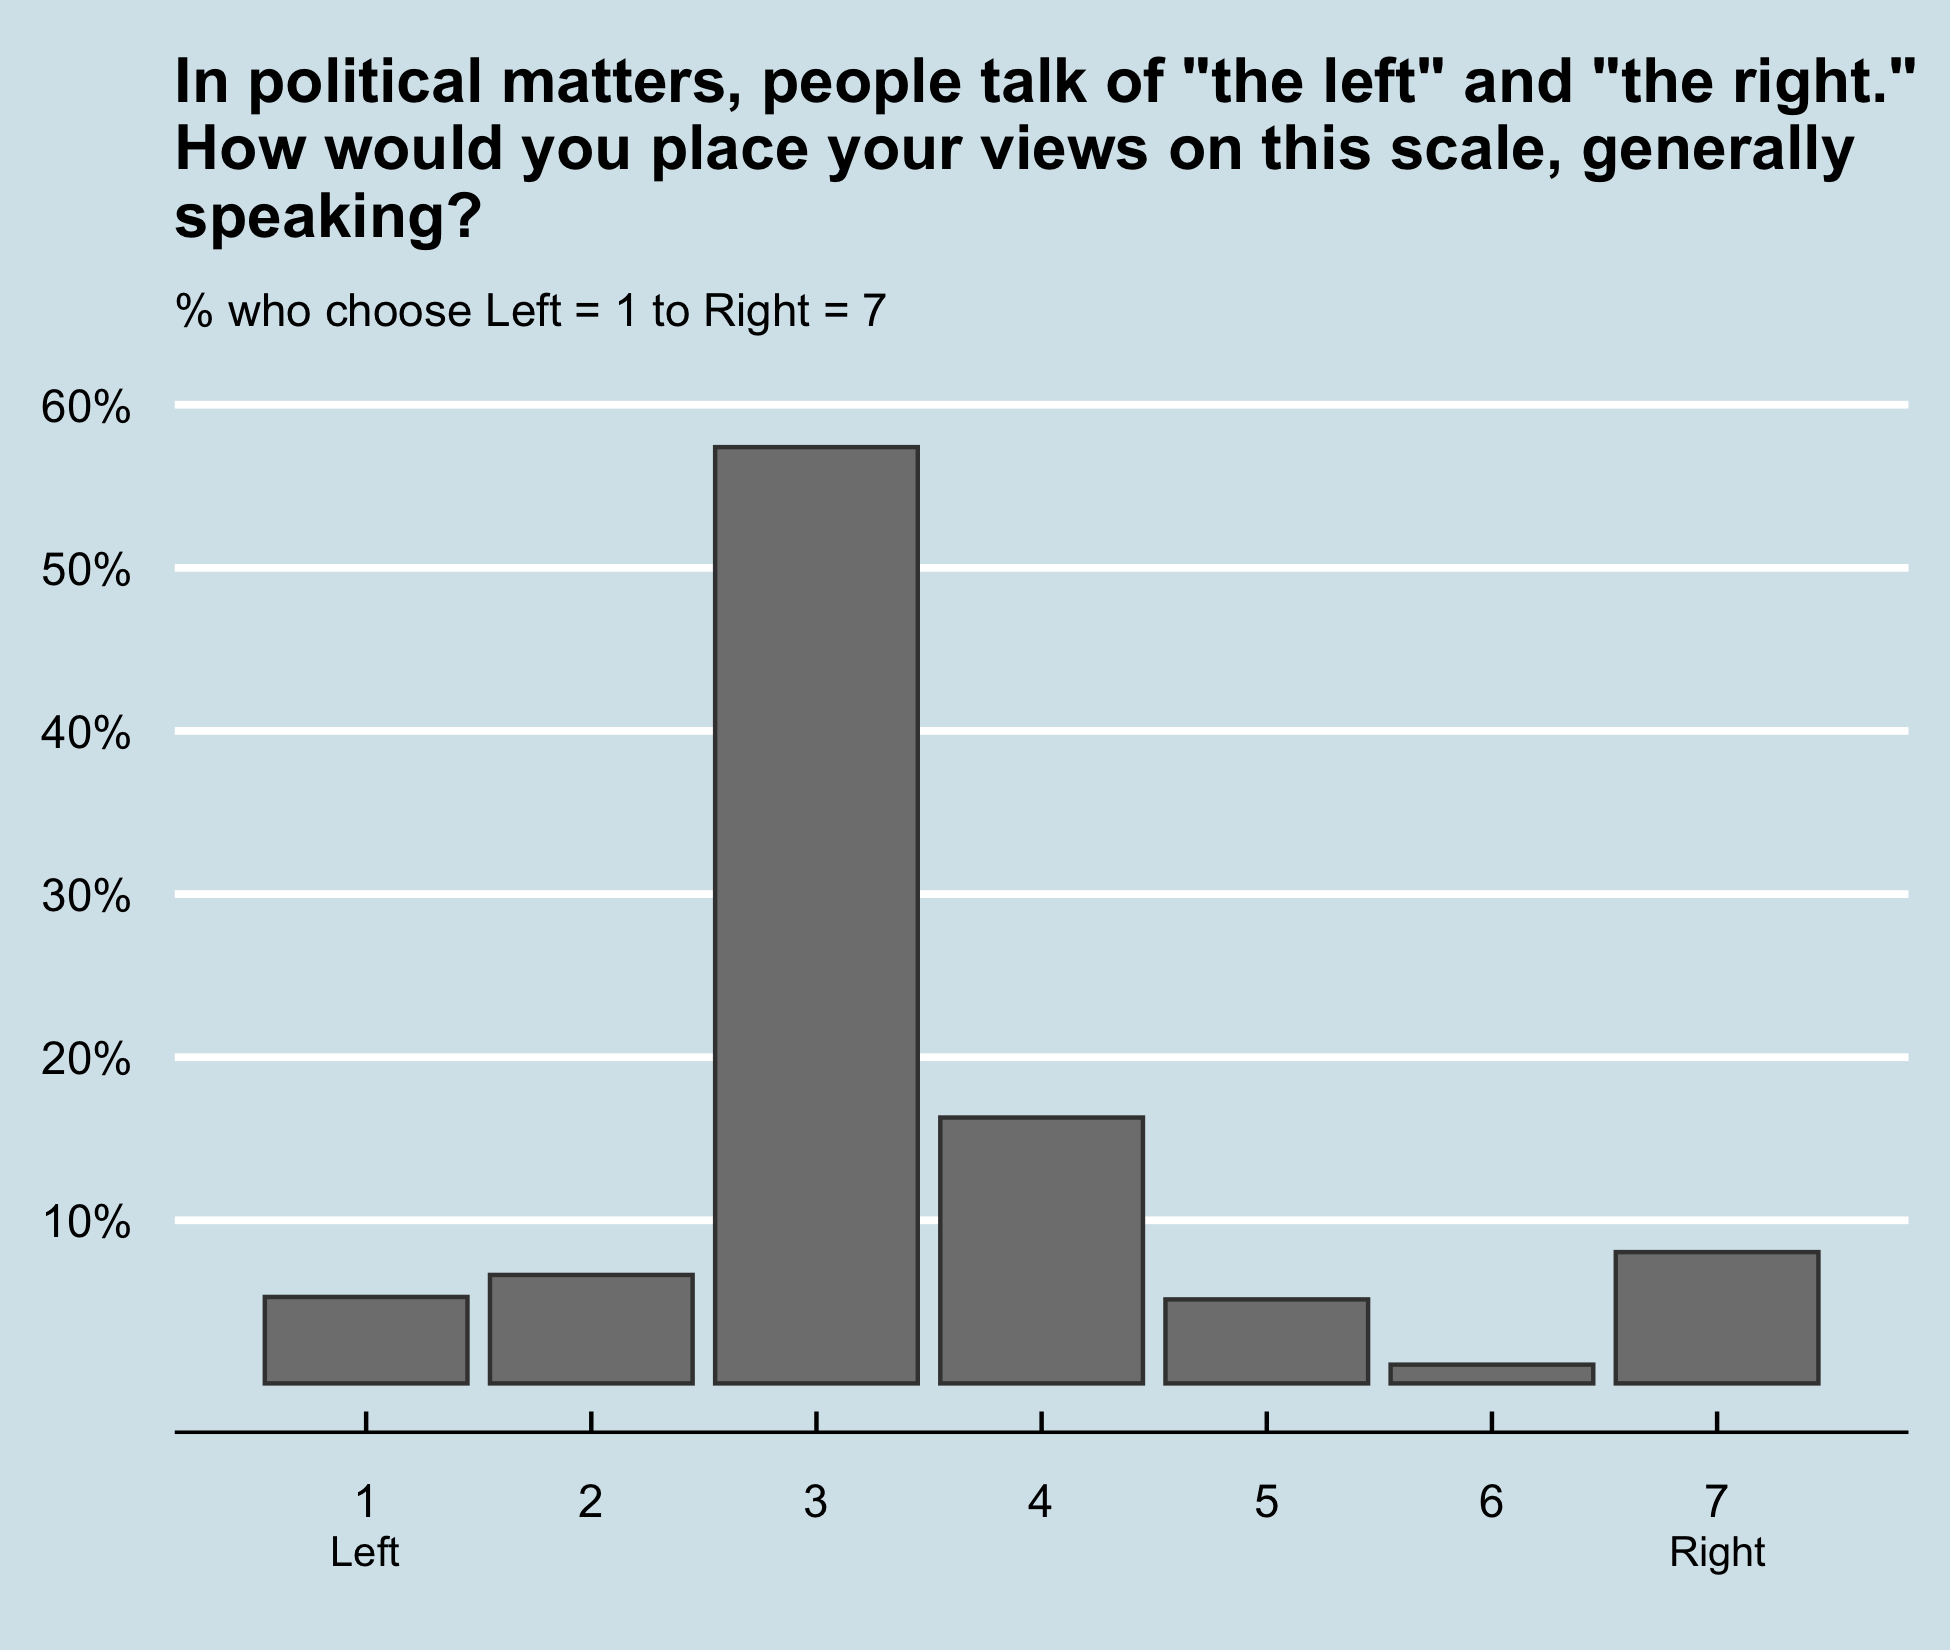 In political matters, people talk of "the left" and "the right."
How would you place your views on this scale, generally
speaking?
% who choose Left = 1 to Right = 7
60%
50%
40%
30%
20%
10%
1 2 3 4 5 6 7
Left Right